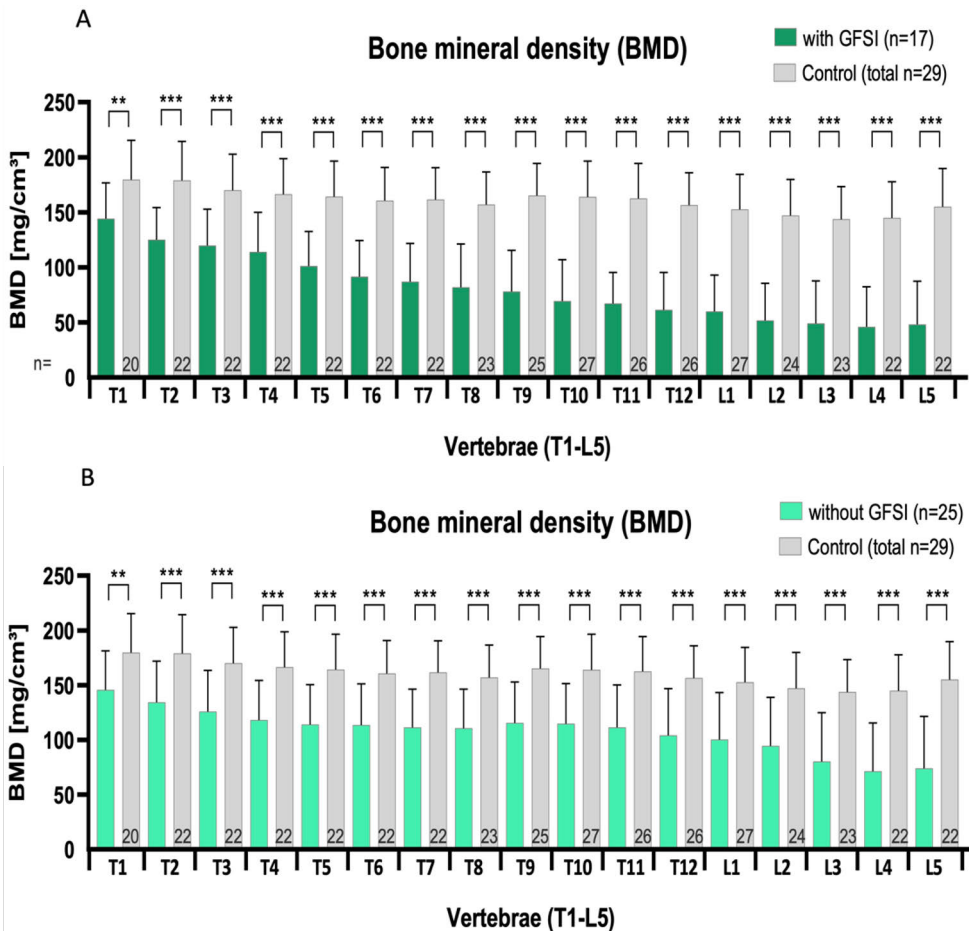 A
Bone mineral density (BMD)
with GFSI (n=17)
Control (total n=29)
BMD [mg/cm³]
250
200
150
100
50
0
** *** *** *** *** *** *** *** *** *** *** *** *** *** *** *** ***
n= 20 22 22 22 22 22 22 23 25 27 26 26 27 24 23 22 22
T1 T2 T3 T4 T5 T6 T7 T8 T9 T10 T11 T12 L1 L2 L3 L4 L5
Vertebrae (T1-L5)
B
Bone mineral density (BMD)
without GFSI (n=25)
Control (total n=29)
BMD [mg/cm³]
250
200
150
100
50
0
** *** *** *** *** *** *** *** *** *** *** *** *** *** *** *** ***
20 22 22 22 22 22 22 23 25 27 26 26 27 24 23 22 22
T1 T2 T3 T4 T5 T6 T7 T8 T9 T10 T11 T12 L1 L2 L3 L4 L5
Vertebrae (T1-L5)